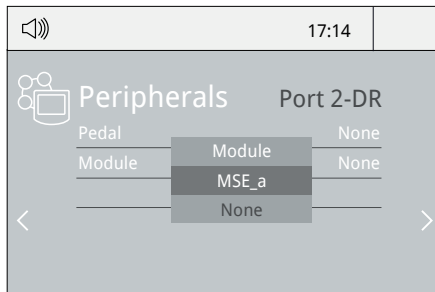 17:14
Peripherals Port 2-DR
Pedal None
Module None
Module
MSE_a
None